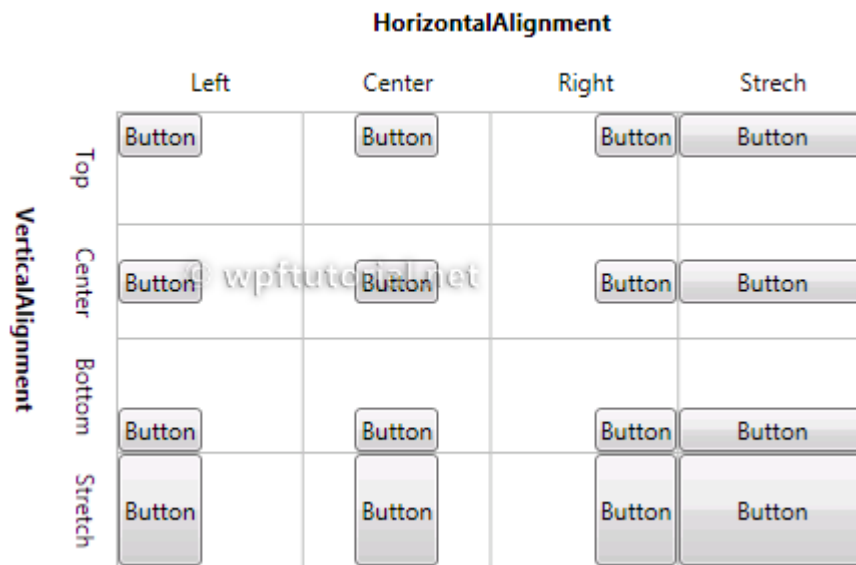 HorizontalAlignment
Left Center Right Strech
VerticalAlignment
Top
Button Button Button Button
Center
Button Button Button Button
© wpftutorial.net
Bottom
Button Button Button Button
Stretch
Button Button Button Button